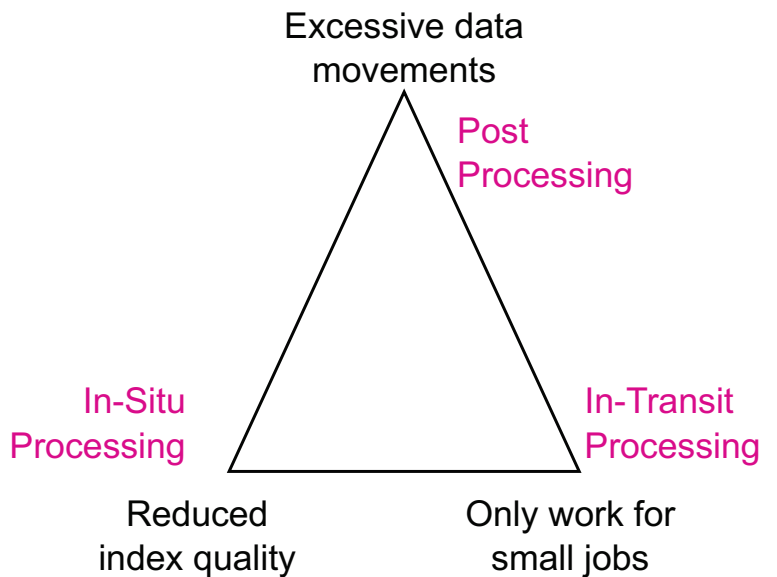 Excessive data
movements
Post
Processing
In-Situ
Processing
In-Transit
Processing
Reduced
index quality
Only work for
small jobs